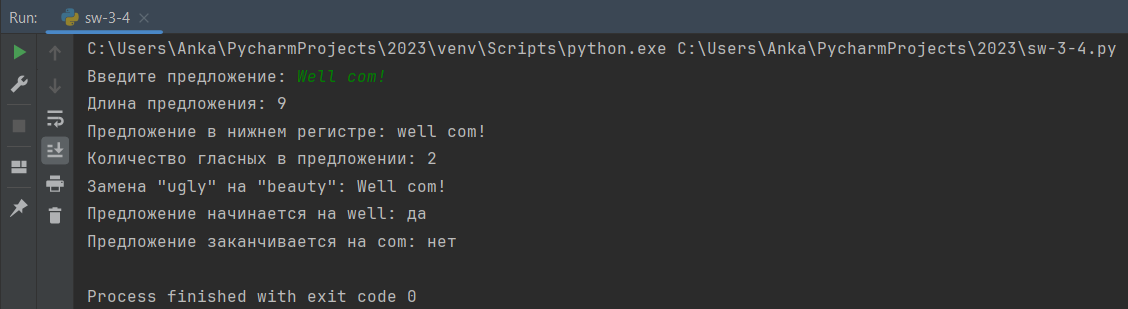 Run: sw-3-4
C:\Users\Anka\PycharmProjects\2023\venv\Scripts\python.exe C:\Users\Anka\PycharmProjects\2023\sw-3-4.py
Введите предложение: Well com!
Длина предложения: 9
Предложение в нижнем регистре: well com!
Количество гласных в предложении: 2
Замена "ugly" на "beauty": Well com!
Предложение начинается на well: да
Предложение заканчивается на com: нет
Process finished with exit code 0